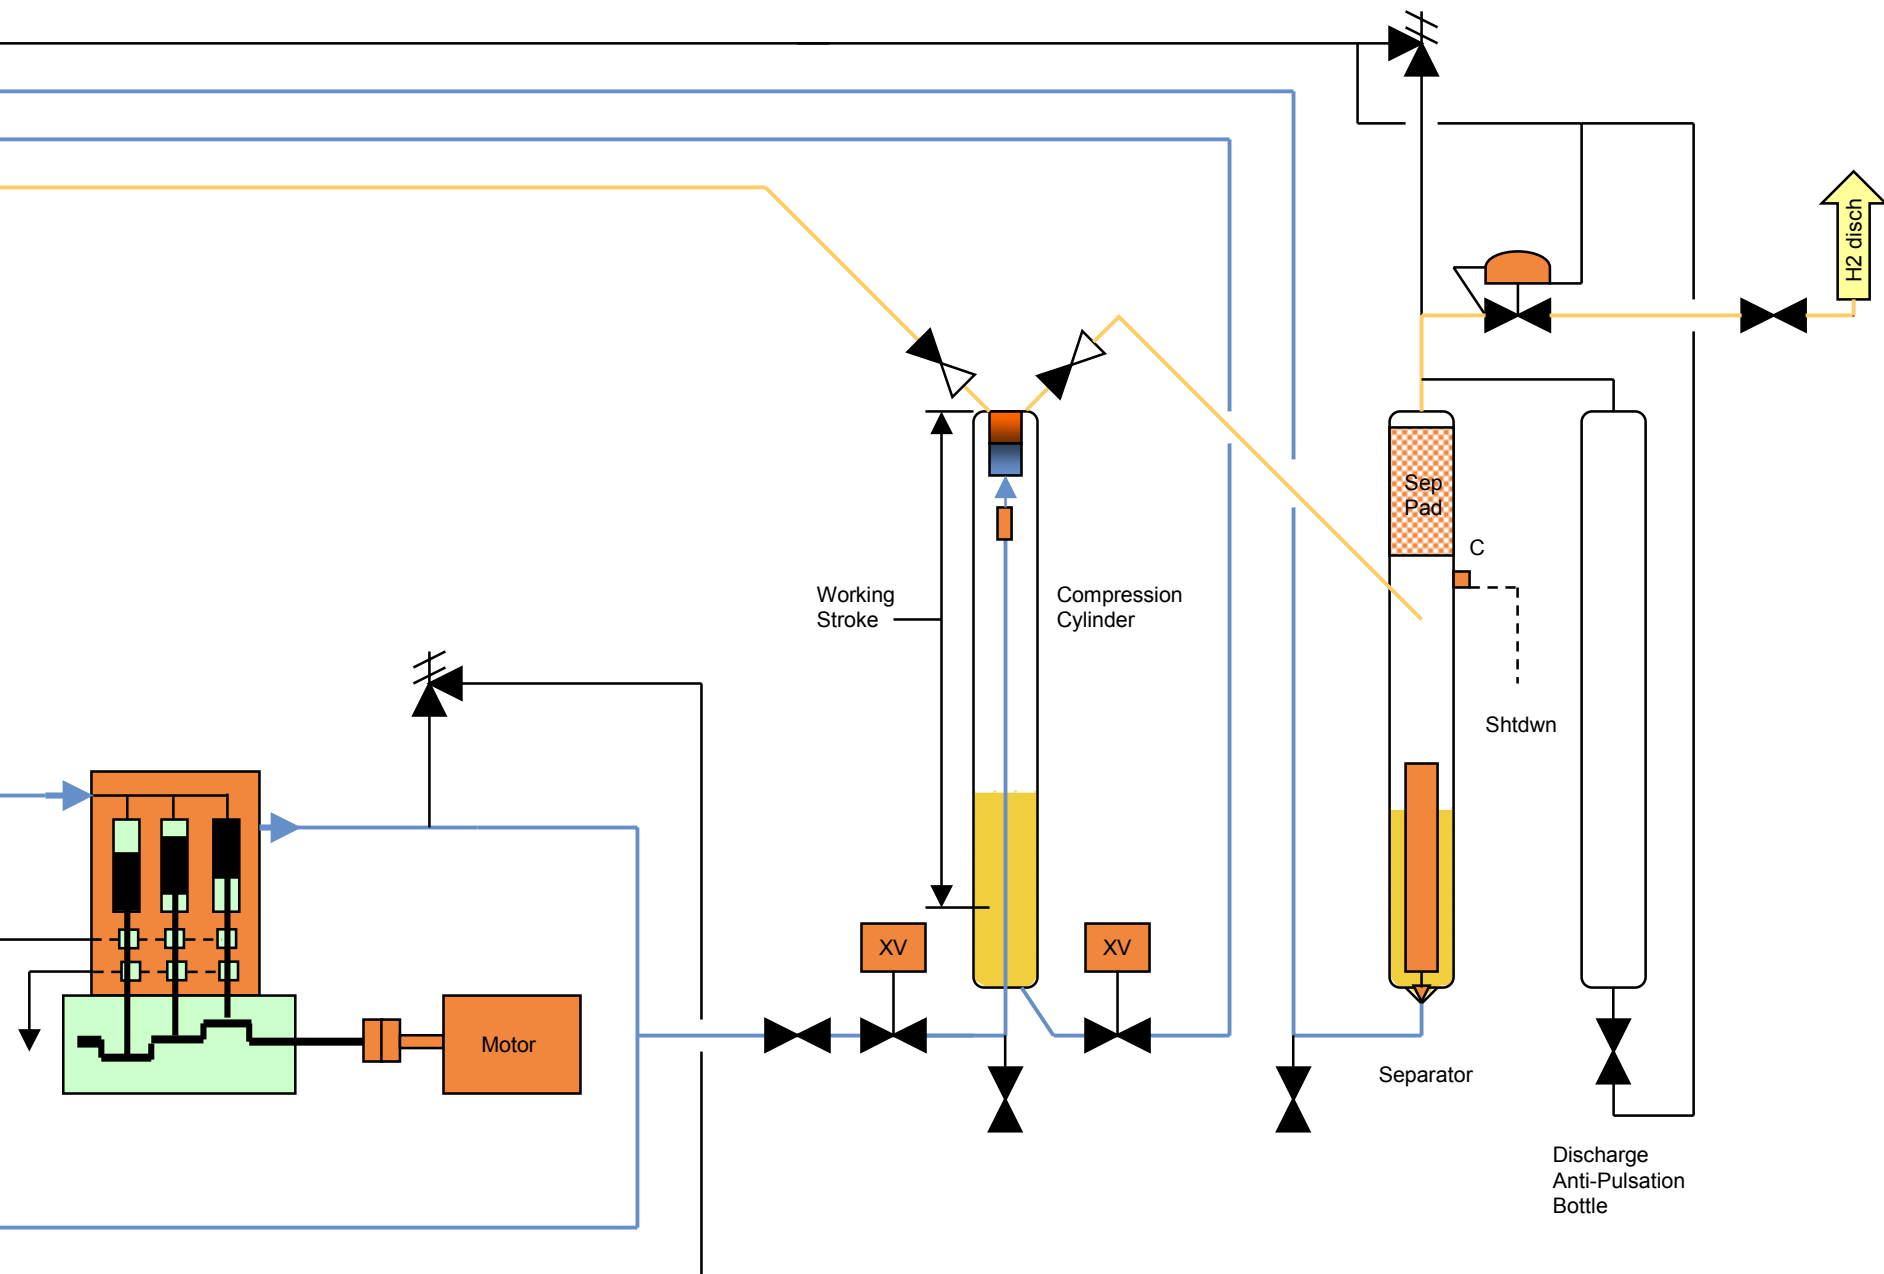 H2 disch
Sep
Pad
C
Working
Stroke
Compression
Cylinder
Shtdwn
XV
XV
Motor
Separator
Discharge
Anti-Pulsation
Bottle